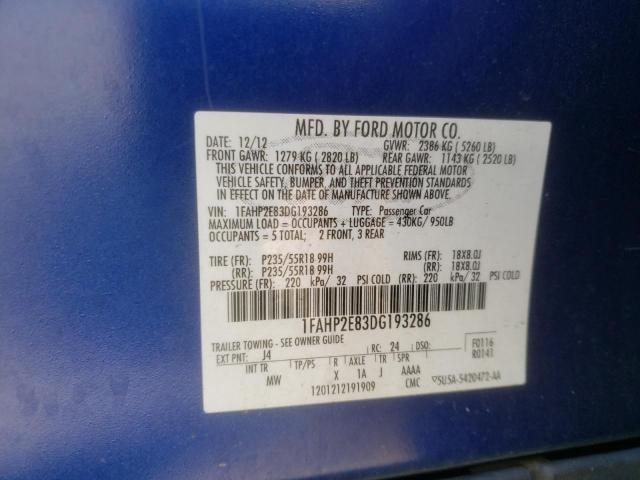 MFD. BY FORD MOTOR CO.
DATE: 12/12 GVWR: 2386 KG ( 5260 LB)
FRONT GAWR: 1279 KG ( 2820 LB) REAR GAWR: 1143 KG ( 2520 LB)
THIS VEHICLE CONFORMS TO ALL APPLICABLE FEDERAL MOTOR
VEHICLE SAFETY, BUMPER, AND THEFT PREVENTION STANDARDS
IN EFFECT ON THE DATE OF MANUFACTURE SHOWN ABOVE.
VIN: 1FAHP2E83DG193286 TYPE: Passenger Car
MAXIMUM LOAD = OCCUPANTS + LUGGAGE = 430KG/ 950LB
OCCUPANTS = 5 TOTAL; 2 FRONT, 3 REAR
TIRE (FR): P235/55R18 99H RIMS (FR): 18X8.0J
(RR): P235/55R18 99H (RR): 18X8.0J
PRESSURE (FR): 220 kPa/ 32 PSI COLD (RR): 220 kPa/ 32 PSI COLD
1FAHP2E83DG193286
TRAILER TOWING - SEE OWNER GUIDE
EXT PNT: J4 RC: 24 DSO: F0116
R0141
INT TR TP/PS R AXLE TR SPR
MW X 1A J AAAA
1201212191909 CMC 5U5A-5420472-AA